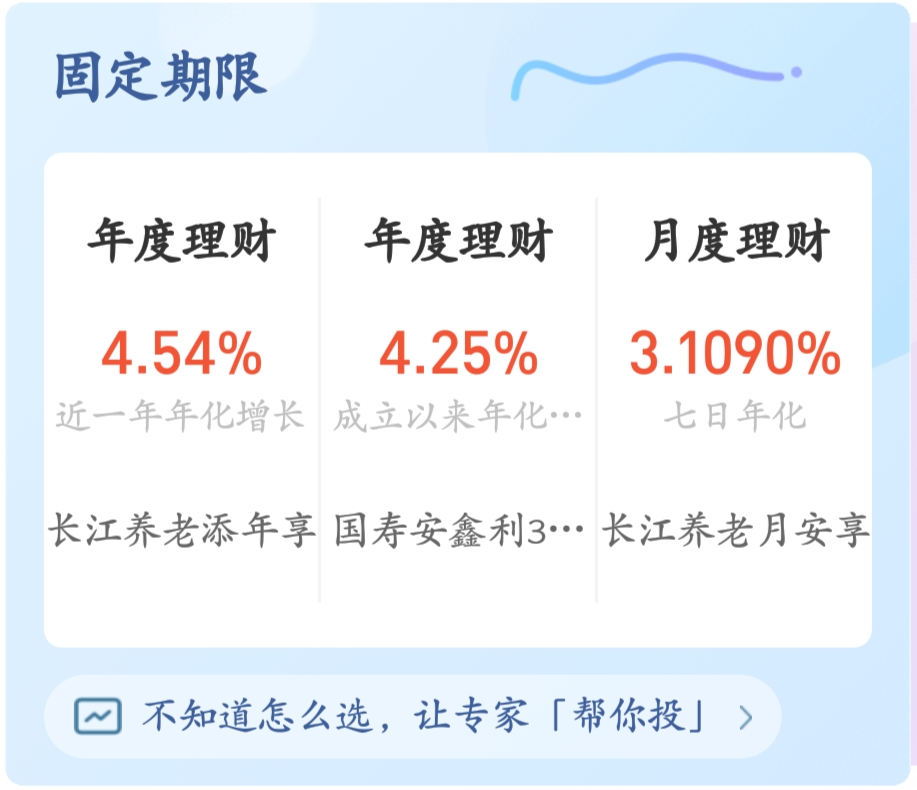 固定期限
年度理财 年度理财 月度理财
4.54% 4.25% 3.1090%
近一年年化增长 成立以来年化… 七日年化
长江养老添年享 国寿安鑫利3… 长江养老月安享
不知道怎么选，让专家「帮你投」 >